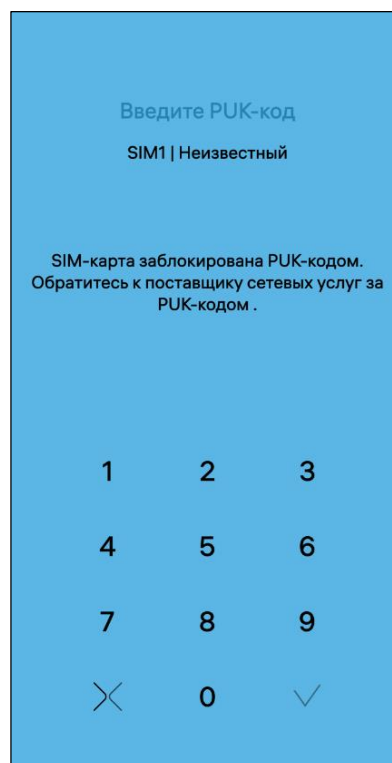 Введите PUK-код
SIM1 | Неизвестный
SIM-карта заблокирована PUK-кодом.
Обратитесь к поставщику сетевых услуг за
PUK-кодом .
1 2 3
4 5 6
7 8 9
0